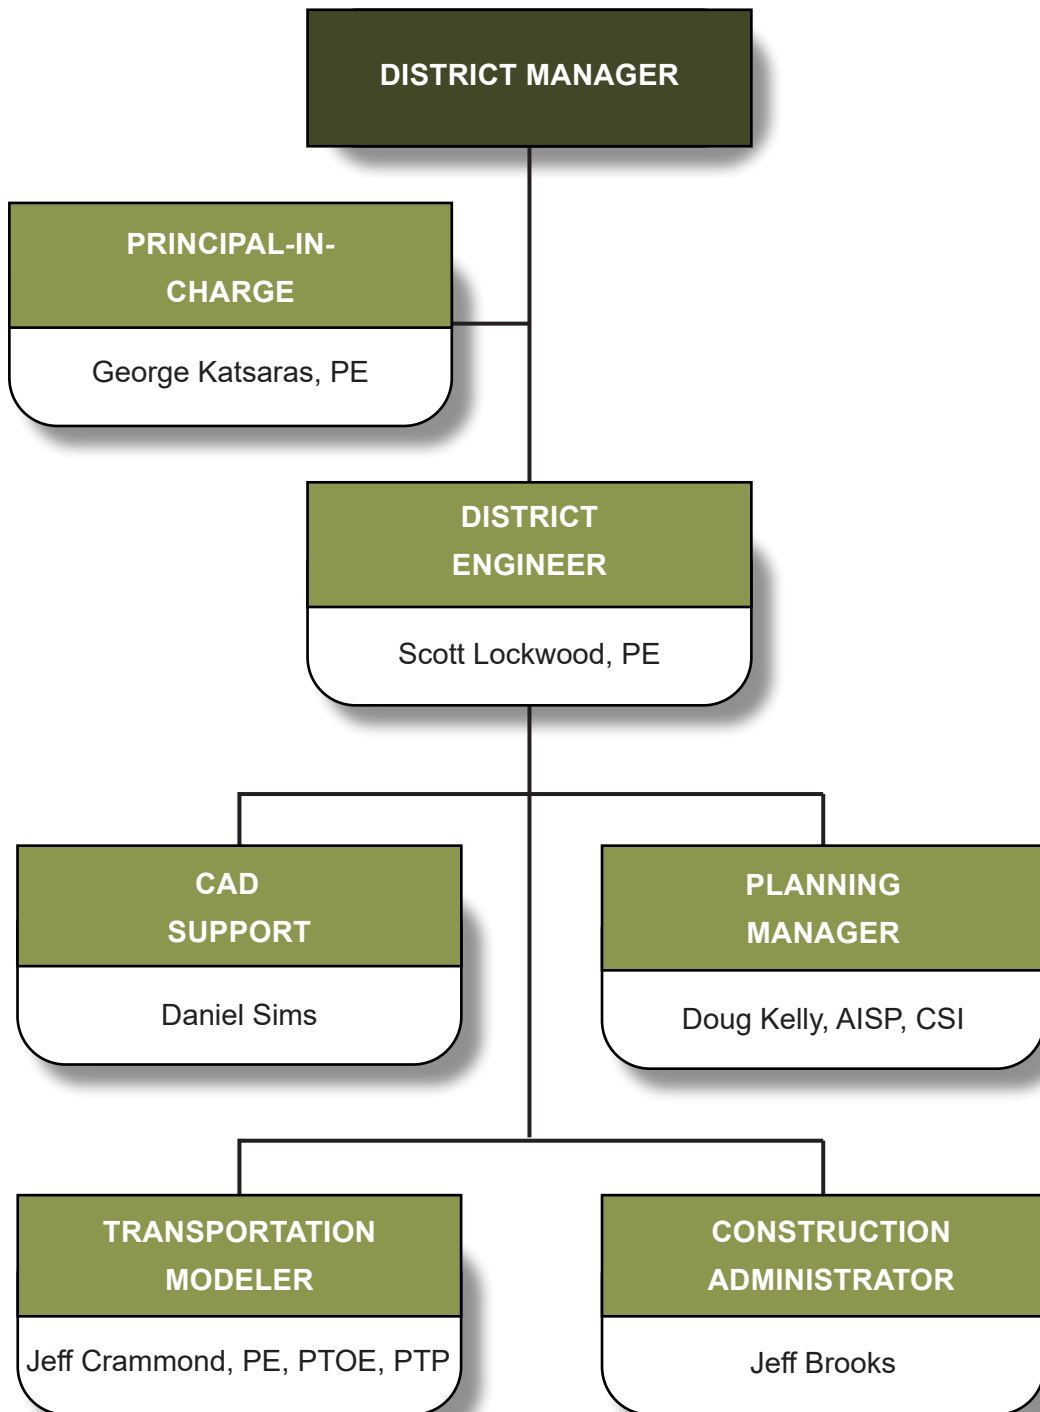 DISTRICT MANAGER
PRINCIPAL-IN-
CHARGE
George Katsaras, PE
DISTRICT
ENGINEER
Scott Lockwood, PE
CAD
SUPPORT
Daniel Sims
PLANNING
MANAGER
Doug Kelly, AISP, CSI
TRANSPORTATION
MODELER
Jeff Crammond, PE, PTOE, PTP
CONSTRUCTION
ADMINISTRATOR
Jeff Brooks